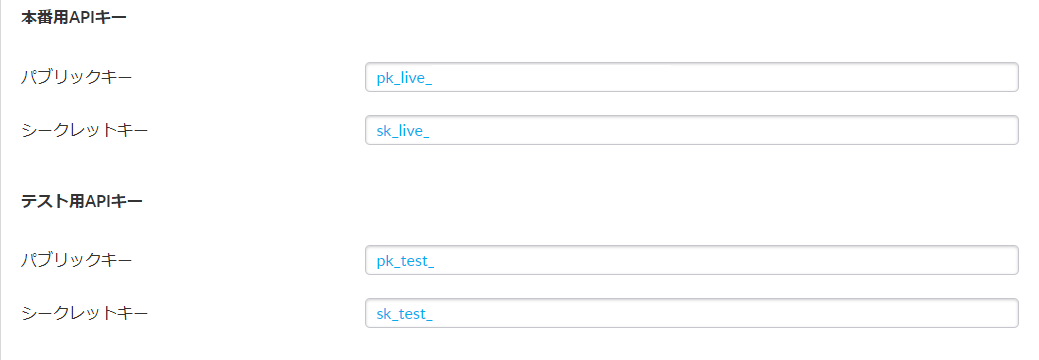 本番用APIキー
パブリックキー
pk_live_
シークレットキー
sk_live_
テスト用APIキー
パブリックキー
pk_test_
シークレットキー
sk_test_